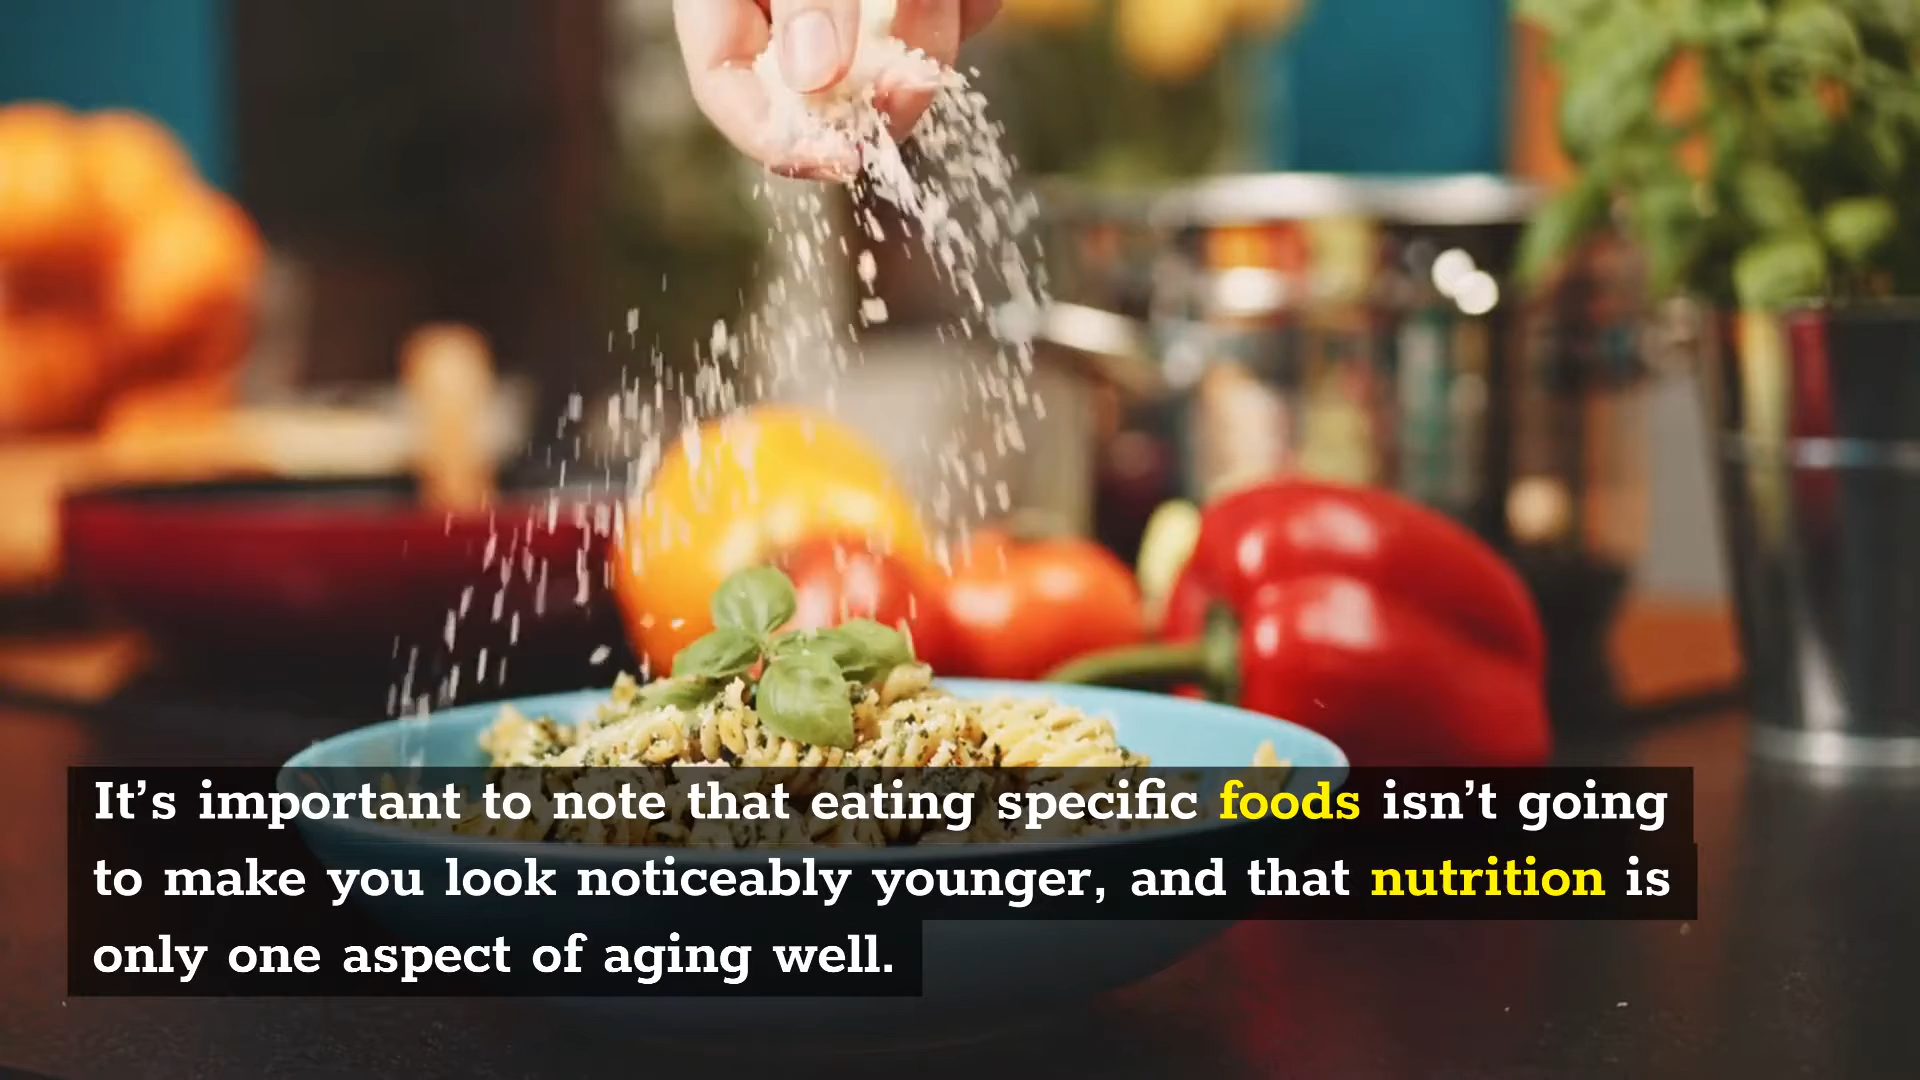 It’s important to note that eating specific foods isn’t going
to make you look noticeably younger, and that nutrition is
only one aspect of aging well.